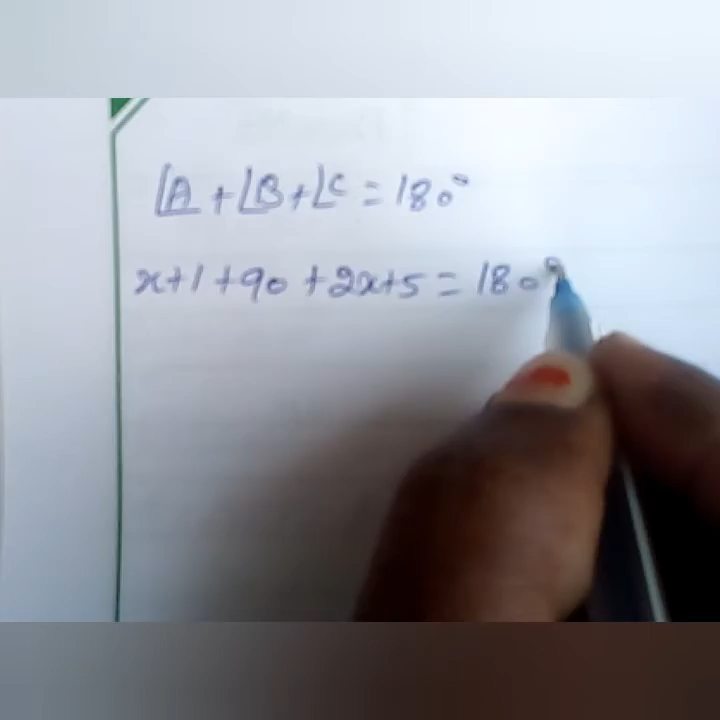 ∠A + ∠B + ∠C = 180°
x+1+90 +2x+5 = 180°